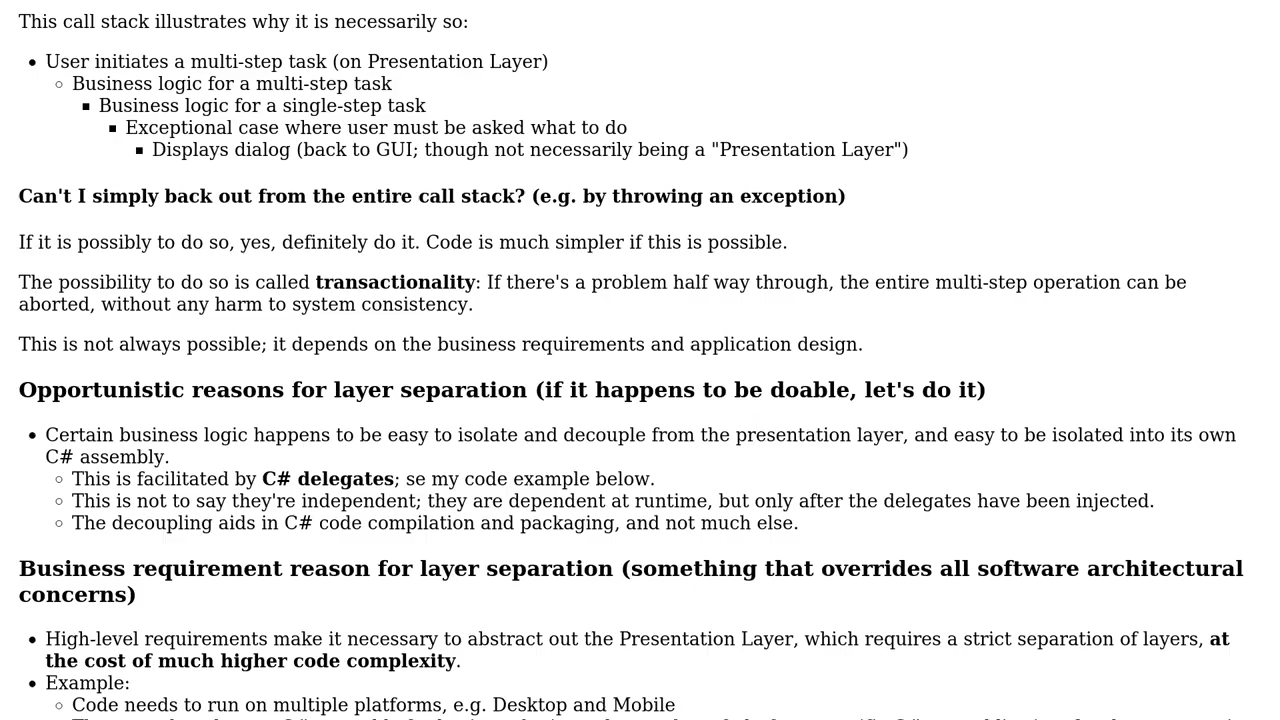 This call stack illustrates why it is necessarily so:
User initiates a multi-step task (on Presentation Layer)
Business logic for a multi-step task
Business logic for a single-step task
Exceptional case where user must be asked what to do
Displays dialog (back to GUI; though not necessarily being a "Presentation Layer")
Can't I simply back out from the entire call stack? (e.g. by throwing an exception)
If it is possibly to do so, yes, definitely do it. Code is much simpler if this is possible.
The possibility to do so is called transactionality: If there's a problem half way through, the entire multi-step operation can be
aborted, without any harm to system consistency.
This is not always possible; it depends on the business requirements and application design.
Opportunistic reasons for layer separation (if it happens to be doable, let's do it)
Certain business logic happens to be easy to isolate and decouple from the presentation layer, and easy to be isolated into its own
C# assembly.
This is facilitated by C# delegates; se my code example below.
This is not to say they're independent; they are dependent at runtime, but only after the delegates have been injected.
The decoupling aids in C# code compilation and packaging, and not much else.
Business requirement reason for layer separation (something that overrides all software architectural
concerns)
High-level requirements make it necessary to abstract out the Presentation Layer, which requires a strict separation of layers, at
the cost of much higher code complexity.
Example:
Code needs to run on multiple platforms, e.g. Desktop and Mobile